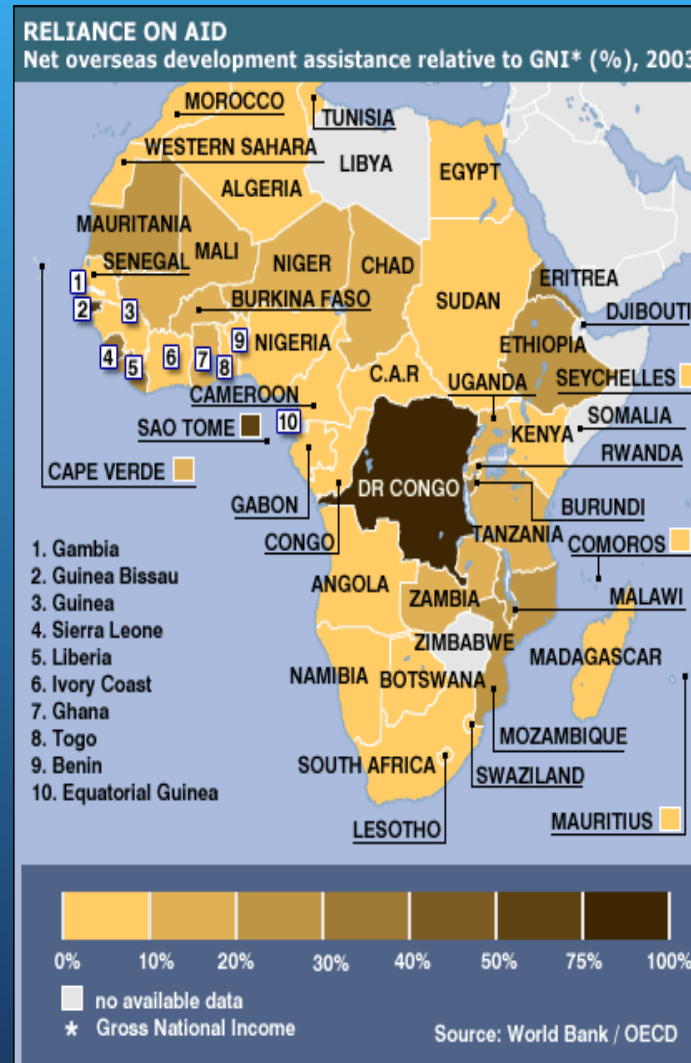 RELIANCE ON AID
Net overseas development assistance relative to GNI* (%), 2003
MOROCCO
TUNISIA
WESTERN SAHARA
LIBYA
EGYPT
ALGERIA
MAURITANIA
MALI
SENEGAL
NIGER
CHAD
ERITREA
1
2
3
BURKINA FASO
SUDAN
DJIBOUTI
4
5
6
7
8
9
NIGERIA
ETHIOPIA
C.A.R
UGANDA
SEYCHELLES
CAMEROON
SAO TOME
10
KENYA
SOMALIA
RWANDA
CAPE VERDE
DR CONGO
GABON
BURUNDI
CONGO
TANZANIA
COMOROS
1. Gambia
2. Guinea Bissau
3. Guinea
4. Sierra Leone
5. Liberia
6. Ivory Coast
7. Ghana
8. Togo
9. Benin
10. Equatorial Guinea
ANGOLA
ZAMBIA
MALAWI
ZIMBABWE
MADAGASCAR
NAMIBIA
BOTSWANA
MOZAMBIQUE
SOUTH AFRICA
SWAZILAND
LESOTHO
MAURITIUS
0% 10% 20% 30% 40% 50% 75% 100%
no available data
* Gross National Income
Source: World Bank / OECD